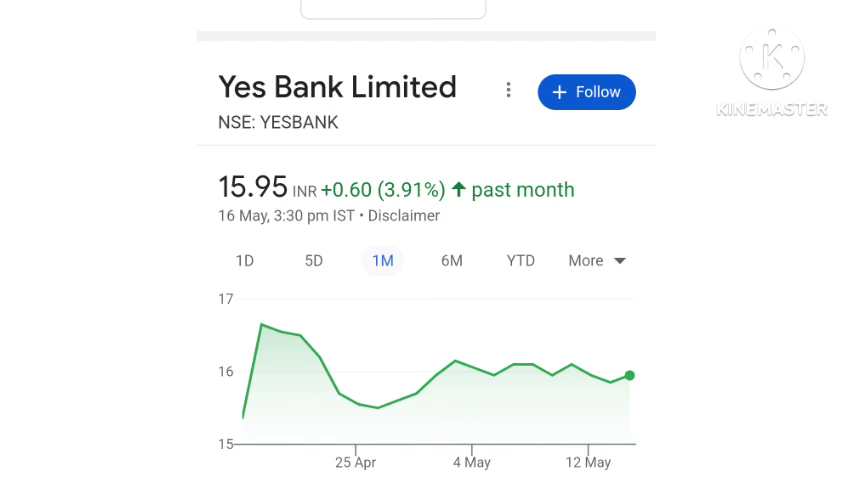 Yes Bank Limited
+ Follow
NSE: YESBANK
KINEMASTER
15.95 INR +0.60 (3.91%) ↑ past month
16 May, 3:30 pm IST • Disclaimer
1D 5D 1M 6M YTD More
17
16
15
25 Apr 4 May 12 May